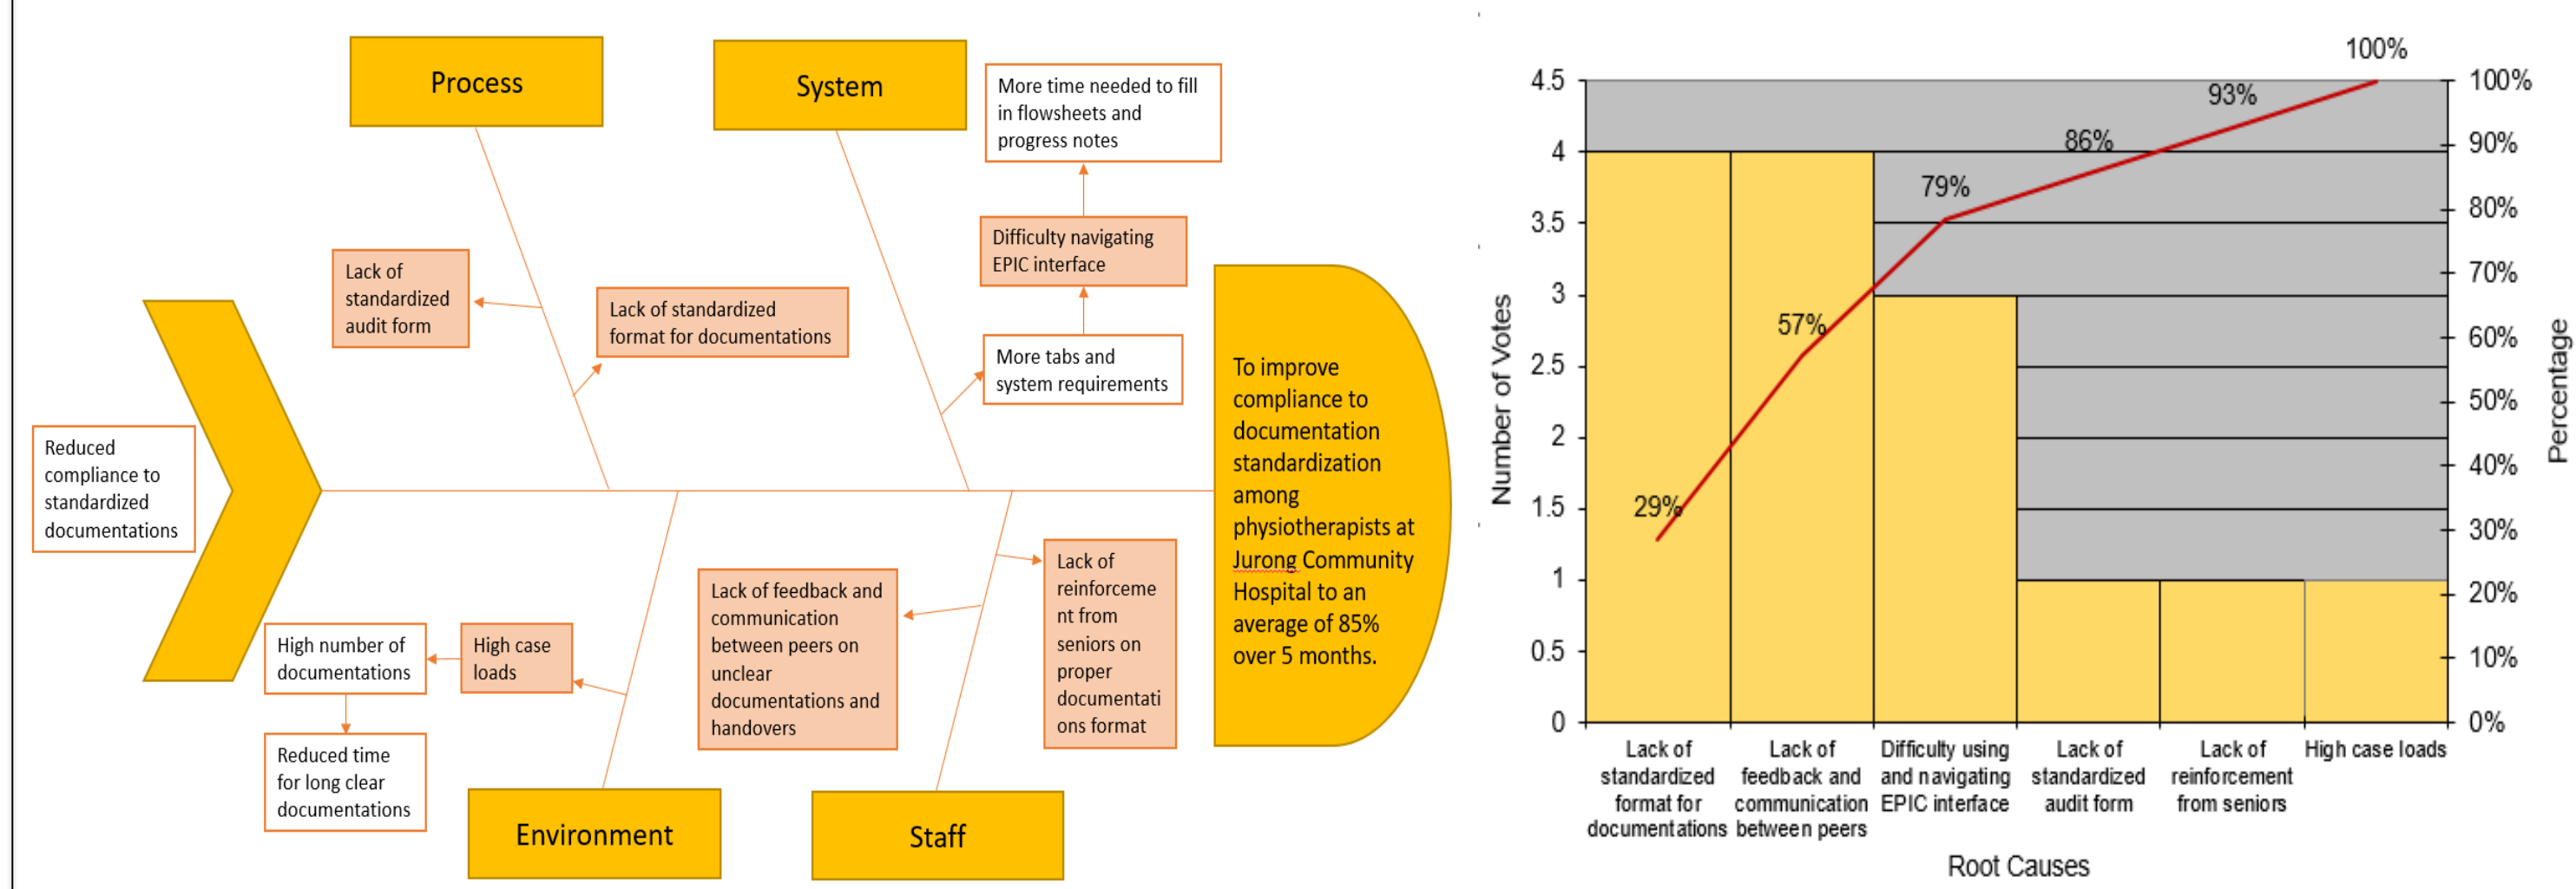 Process
System
More time needed to fill
in flowsheets and
progress notes
Lack of
standardized
audit form
Lack of standardized
format for documentations
Difficulty navigating
EPIC interface
More tabs and
system requirements
Reduced
compliance to
standardized
documentations
To improve
compliance to
documentation
standardization
among
physiotherapists at
Jurong Community
Hospital to an
average of 85%
over 5 months.
High number of
documentations
High case
loads
Reduced time
for long clear
documentations
Lack of feedback and
communication
between peers on
unclear
documentations and
handovers
Lack of
reinforceme
nt from
seniors on
proper
documentati
ons format
Environment
Staff
Number of Votes
4.5
4
3.5
3
2.5
2
1.5
1
0.5
0
29%
57%
79%
86%
93%
100%
100%
90%
80%
70%
60%
50%
40%
30%
20%
10%
0%
Percentage
Lack of
standardized
format for
documentations
Lack of
feedback and
communication
between peers
Difficulty using
and navigating
EPIC interface
Lack of
standardized
audit form
Lack of
reinforcement
from seniors
High case loads
Root Causes